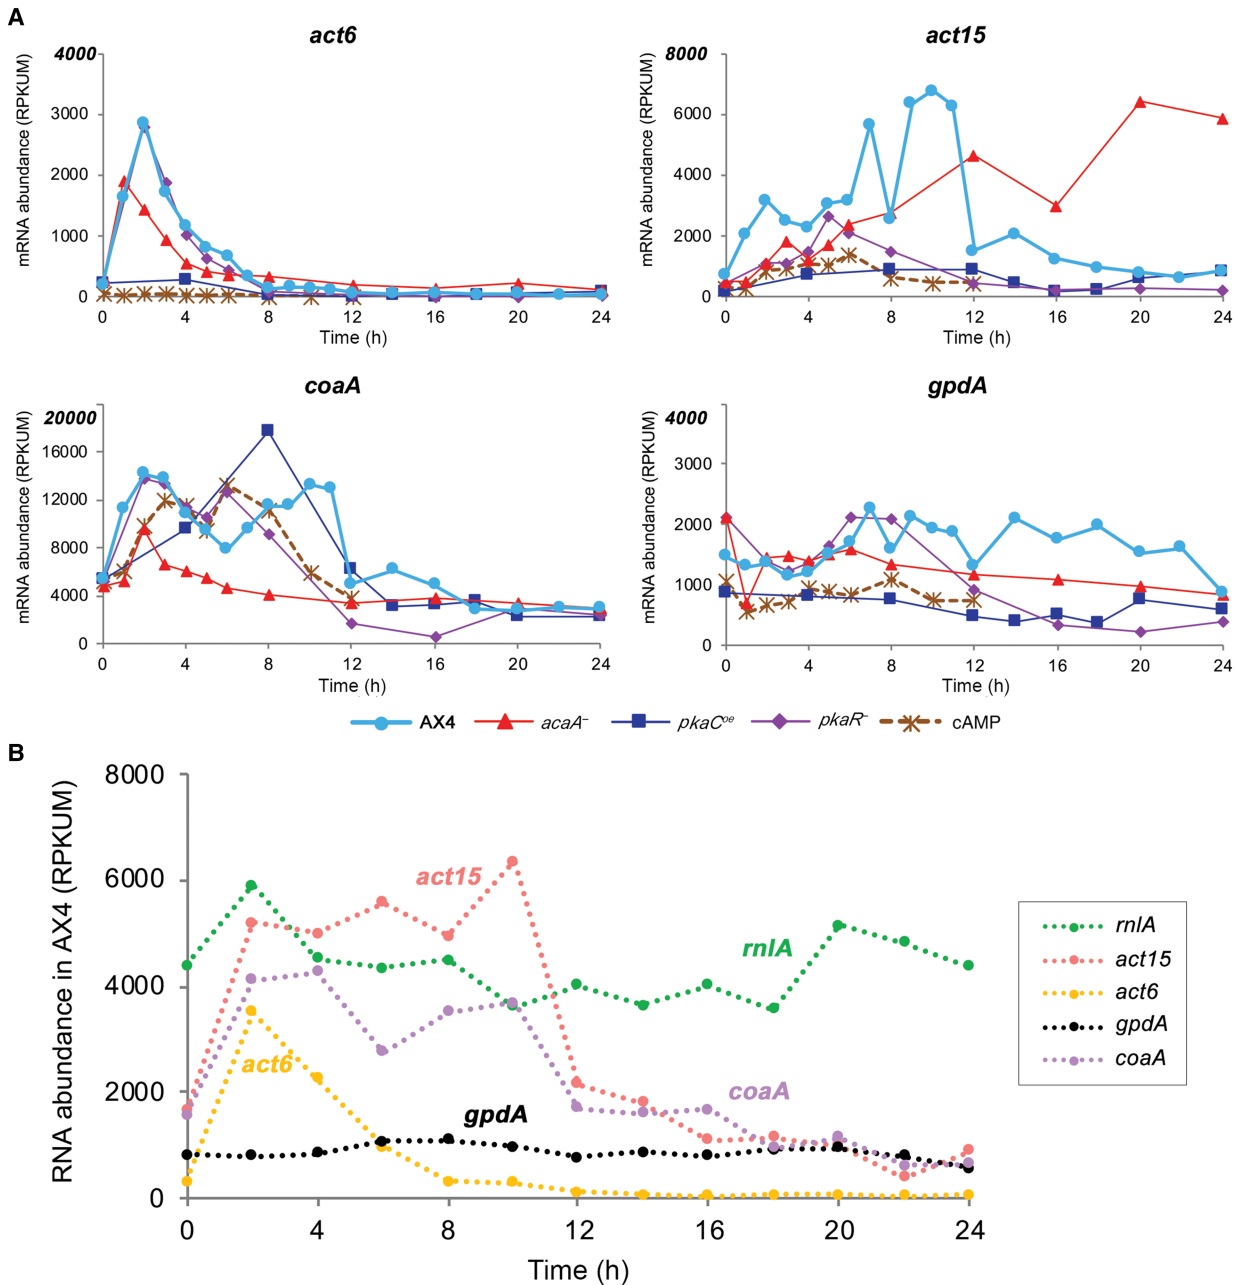 A
act6
4000
3000
2000
1000
0
mRNA abundance (RPKUM)
0 4 8 12 16 20 24
Time (h)
act15
8000
6000
4000
2000
0
mRNA abundance (RPKUM)
0 4 8 12 16 20 24
Time (h)
coaA
20000
16000
12000
8000
4000
0
mRNA abundance (RPKUM)
0 4 8 12 16 20 24
Time (h)
gpdA
4000
3000
2000
1000
0
mRNA abundance (RPKUM)
0 4 8 12 16 20 24
Time (h)
AX4 acaA⁻ pkaCᵒᵉ pkaR⁻ cAMP
B
8000
6000
4000
2000
0
RNA abundance in AX4 (RPKUM)
act15
rnlA
act6
coaA
gpdA
0 4 8 12 16 20 24
Time (h)
rnlA
act15
act6
gpdA
coaA